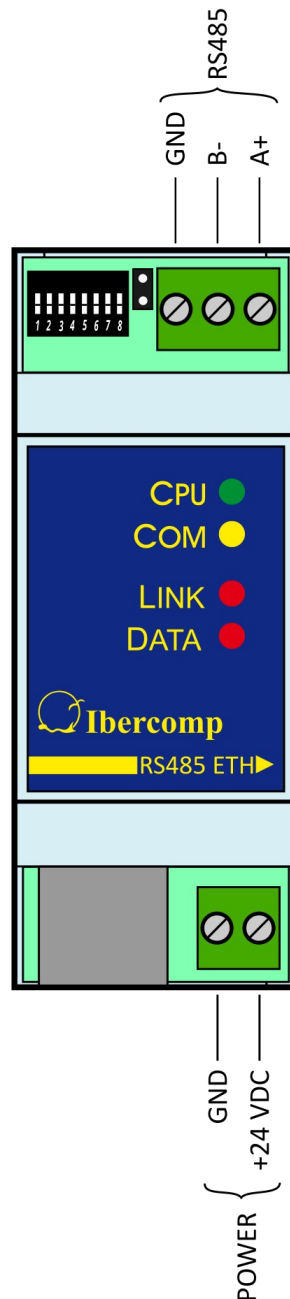 RS485
GND
B-
A+
1 2 3 4 5 6 7 8
CPU
COM
LINK
DATA
Ibercomp
RS485 ETH
GND
+24 VDC
POWER